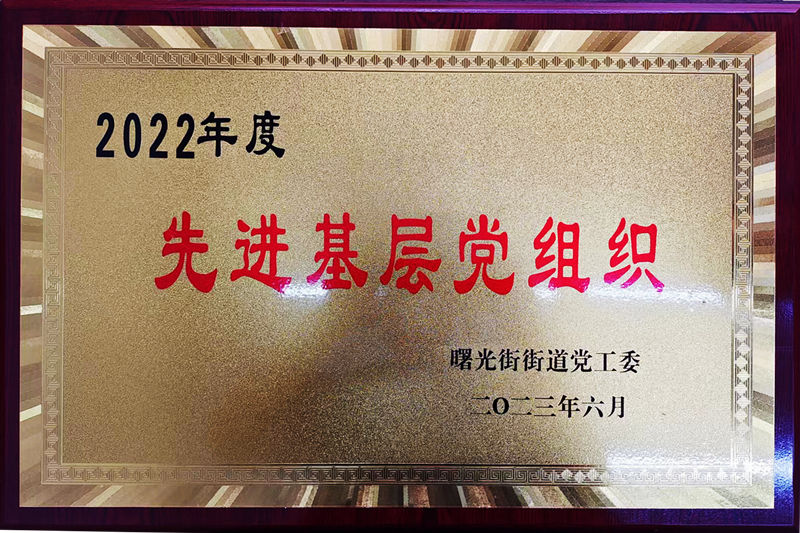 2022年度
先进基层党组织
曙光街街道党工委
二〇二三年六月